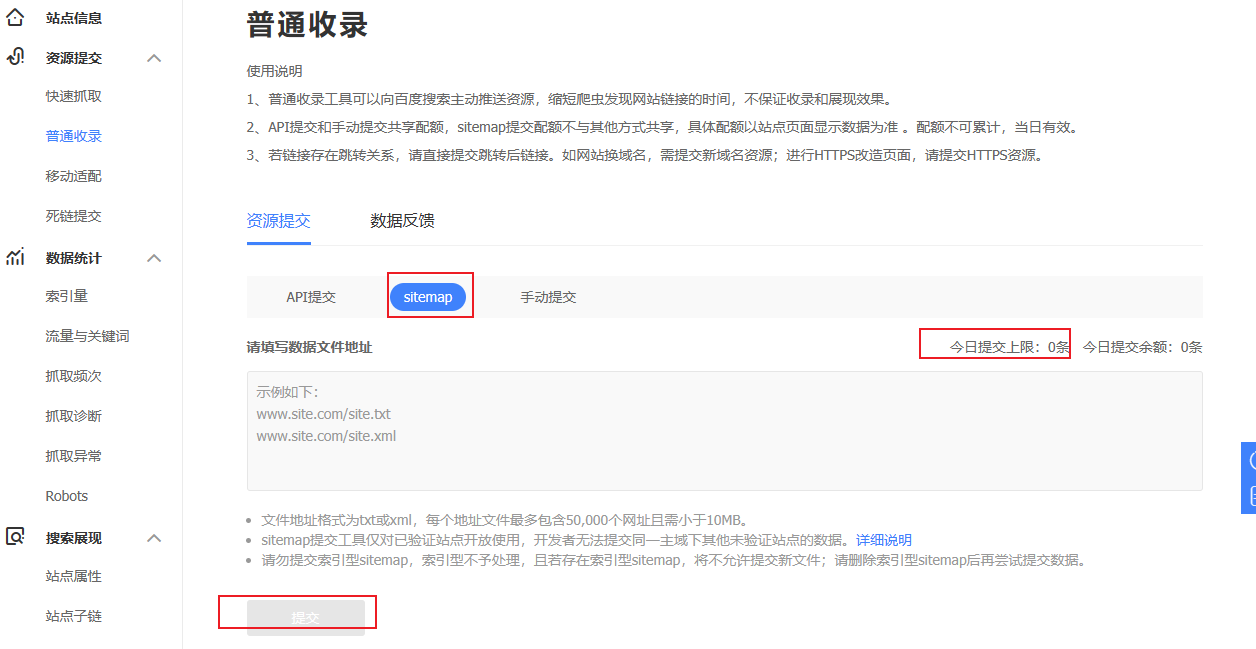 站点信息
资源提交
快速抓取
普通收录
移动适配
死链提交
数据统计
索引量
流量与关键词
抓取频次
抓取诊断
抓取异常
Robots
搜索展现
站点属性
站点子链
普通收录
使用说明
1、普通收录工具可以向百度搜索主动推送资源，缩短爬虫发现网站链接的时间，不保证收录和展现效果。
2、API提交和手动提交共享配额，sitemap提交配额不与其他方式共享，具体配额以站点页面显示数据为准 。配额不可累计，当日有效。
3、若链接存在跳转关系，请直接提交跳转后链接。如网站换域名，需提交新域名资源；进行HTTPS改造页面，请提交HTTPS资源。
资源提交 数据反馈
API提交 sitemap 手动提交
请填写数据文件地址 今日提交上限：0条 今日提交余额：0条
示例如下：
www.site.com/site.txt
www.site.com/site.xml
文件地址格式为txt或xml，每个地址文件最多包含50,000个网址且需小于10MB。
sitemap提交工具仅对已验证站点开放使用，开发者无法提交同一主域下其他未验证站点的数据。详细说明
请勿提交索引型sitemap，索引型不予处理，且若存在索引型sitemap，将不允许提交新文件；请删除索引型sitemap后再尝试提交数据。
提交